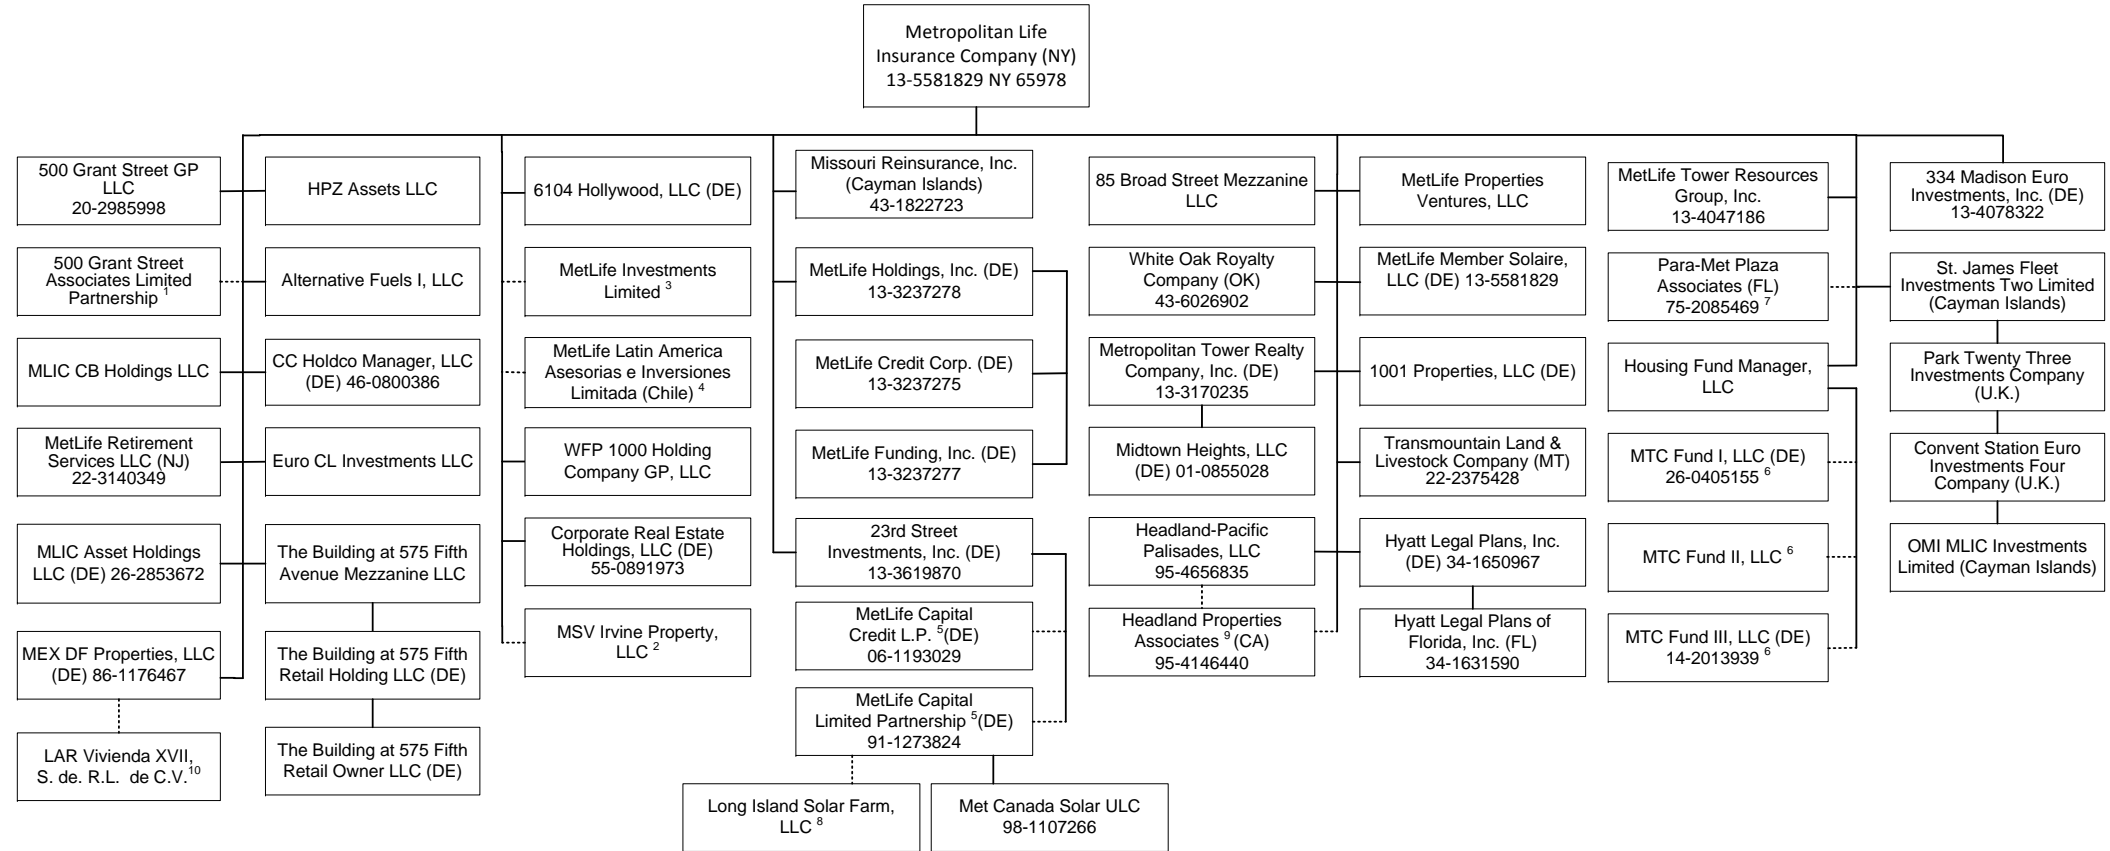 Metropolitan Life
Insurance Company (NY)
13-5581829 NY 65978
500 Grant Street GP
LLC
20-2985998
500 Grant Street
Associates Limited
Partnership 1
MLIC CB Holdings LLC
MetLife Retirement
Services LLC (NJ)
22-3140349
MLIC Asset Holdings
LLC (DE) 26-2853672
MEX DF Properties, LLC
(DE) 86-1176467
LAR Vivienda XVII,
S. de. R.L. de C.V.10
HPZ Assets LLC
Alternative Fuels I, LLC
CC Holdco Manager, LLC
(DE) 46-0800386
Euro CL Investments LLC
The Building at 575 Fifth
Avenue Mezzanine LLC
The Building at 575 Fifth
Retail Holding LLC (DE)
The Building at 575 Fifth
Retail Owner LLC (DE)
6104 Hollywood, LLC (DE)
MetLife Investments
Limited 3
MetLife Latin America
Asesorias e Inversiones
Limitada (Chile) 4
WFP 1000 Holding
Company GP, LLC
Corporate Real Estate
Holdings, LLC (DE)
55-0891973
MSV Irvine Property,
LLC 2
Missouri Reinsurance, Inc.
(Cayman Islands)
43-1822723
MetLife Holdings, Inc. (DE)
13-3237278
MetLife Credit Corp. (DE)
13-3237275
MetLife Funding, Inc. (DE)
13-3237277
23rd Street
Investments, Inc. (DE)
13-3619870
MetLife Capital
Credit L.P. 5(DE)
06-1193029
MetLife Capital
Limited Partnership 5(DE)
91-1273824
Long Island Solar Farm,
LLC 8
Met Canada Solar ULC
98-1107266
85 Broad Street Mezzanine
LLC
White Oak Royalty
Company (OK)
43-6026902
Metropolitan Tower Realty
Company, Inc. (DE)
13-3170235
Midtown Heights, LLC
(DE) 01-0855028
Headland-Pacific
Palisades, LLC
95-4656835
Headland Properties
Associates 9 (CA)
95-4146440
MetLife Properties
Ventures, LLC
MetLife Member Solaire,
LLC (DE) 13-5581829
1001 Properties, LLC (DE)
Transmountain Land &
Livestock Company (MT)
22-2375428
Hyatt Legal Plans, Inc.
(DE) 34-1650967
Hyatt Legal Plans of
Florida, Inc. (FL)
34-1631590
MetLife Tower Resources
Group, Inc.
13-4047186
Para-Met Plaza
Associates (FL)
75-2085469 7
Housing Fund Manager,
LLC
MTC Fund I, LLC (DE)
26-0405155 6
MTC Fund II, LLC 6
MTC Fund III, LLC (DE)
14-2013939 6
334 Madison Euro
Investments, Inc. (DE)
13-4078322
St. James Fleet
Investments Two Limited
(Cayman Islands)
Park Twenty Three
Investments Company
(U.K.)
Convent Station Euro
Investments Four
Company (U.K.)
OMI MLIC Investments
Limited (Cayman Islands)